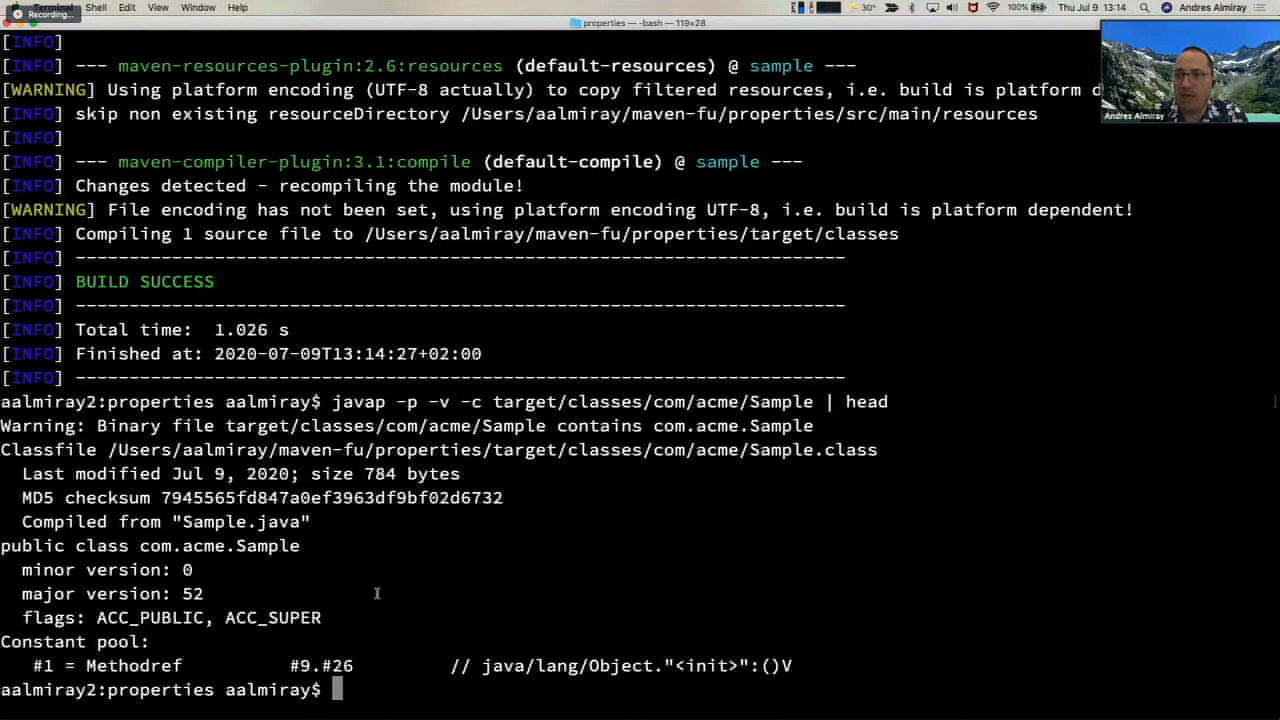 Terminal Shell Edit View Window Help 30° 100% Thu Jul 9 13:14 Andres Almiray
Recording...
properties — -bash — 119×28
[INFO]
[INFO] --- maven-resources-plugin:2.6:resources (default-resources) @ sample ---
[WARNING] Using platform encoding (UTF-8 actually) to copy filtered resources, i.e. build is platform d
[INFO] skip non existing resourceDirectory /Users/aalmiray/maven-fu/properties/src/main/resources
Andres Almiray
[INFO]
[INFO] --- maven-compiler-plugin:3.1:compile (default-compile) @ sample ---
[INFO] Changes detected - recompiling the module!
[WARNING] File encoding has not been set, using platform encoding UTF-8, i.e. build is platform dependent!
[INFO] Compiling 1 source file to /Users/aalmiray/maven-fu/properties/target/classes
[INFO] ------------------------------------------------------------------------
[INFO] BUILD SUCCESS
[INFO] ------------------------------------------------------------------------
[INFO] Total time:  1.026 s
[INFO] Finished at: 2020-07-09T13:14:27+02:00
[INFO] ------------------------------------------------------------------------
aalmiray2:properties aalmiray$ javap -p -v -c target/classes/com/acme/Sample | head
Warning: Binary file target/classes/com/acme/Sample contains com.acme.Sample
Classfile /Users/aalmiray/maven-fu/properties/target/classes/com/acme/Sample.class
  Last modified Jul 9, 2020; size 784 bytes
  MD5 checksum 7945565fd847a0ef3963df9bf02d6732
  Compiled from "Sample.java"
public class com.acme.Sample
  minor version: 0
  major version: 52
  flags: ACC_PUBLIC, ACC_SUPER
Constant pool:
   #1 = Methodref          #9.#26         // java/lang/Object."<init>":()V
aalmiray2:properties aalmiray$